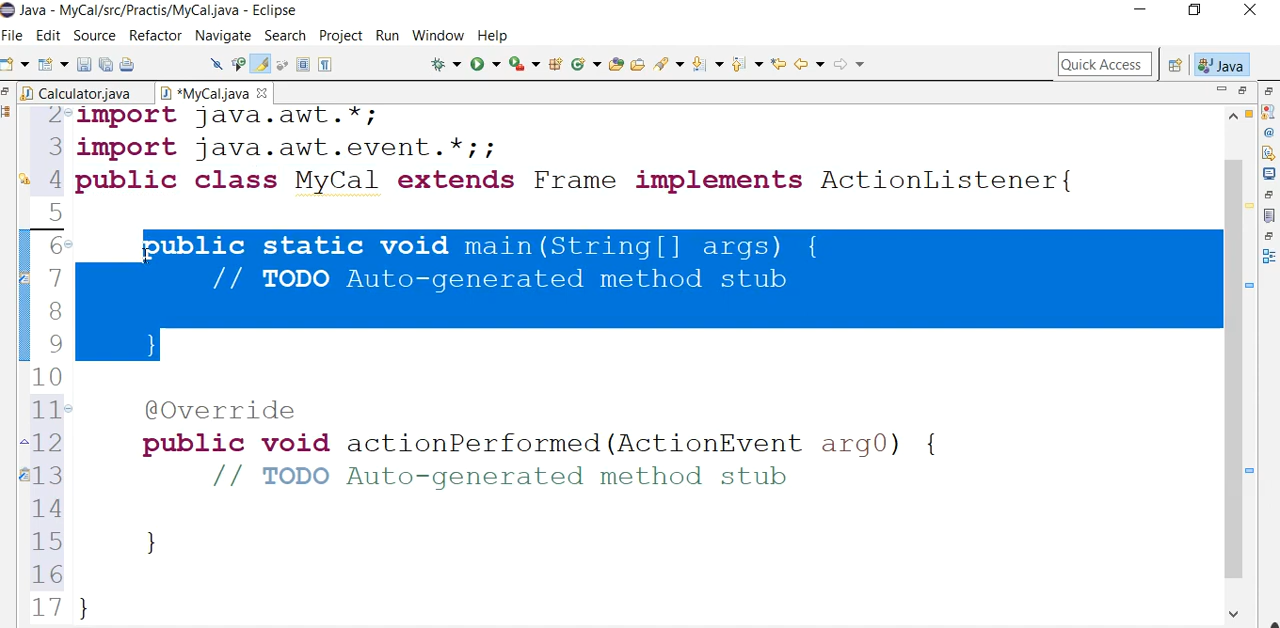 Java - MyCal/src/Practis/MyCal.java - Eclipse
File Edit Source Refactor Navigate Search Project Run Window Help
Quick Access Java
Calculator.java *MyCal.java
2 import java.awt.*;
3 import java.awt.event.*;;
4 public class MyCal extends Frame implements ActionListener{
5
6 public static void main(String[] args) {
7 // TODO Auto-generated method stub
8
9 }
10
11 @Override
12 public void actionPerformed(ActionEvent arg0) {
13 // TODO Auto-generated method stub
14
15 }
16
17 }